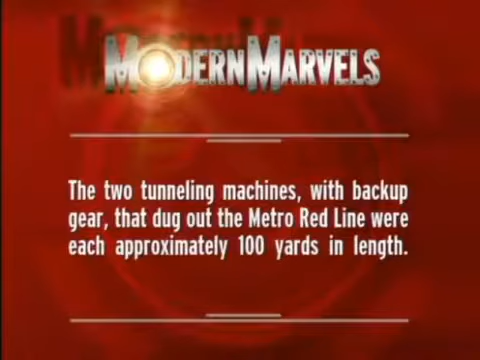 MODERN MARVELS
The two tunneling machines, with backup
gear, that dug out the Metro Red Line were
each approximately 100 yards in length.